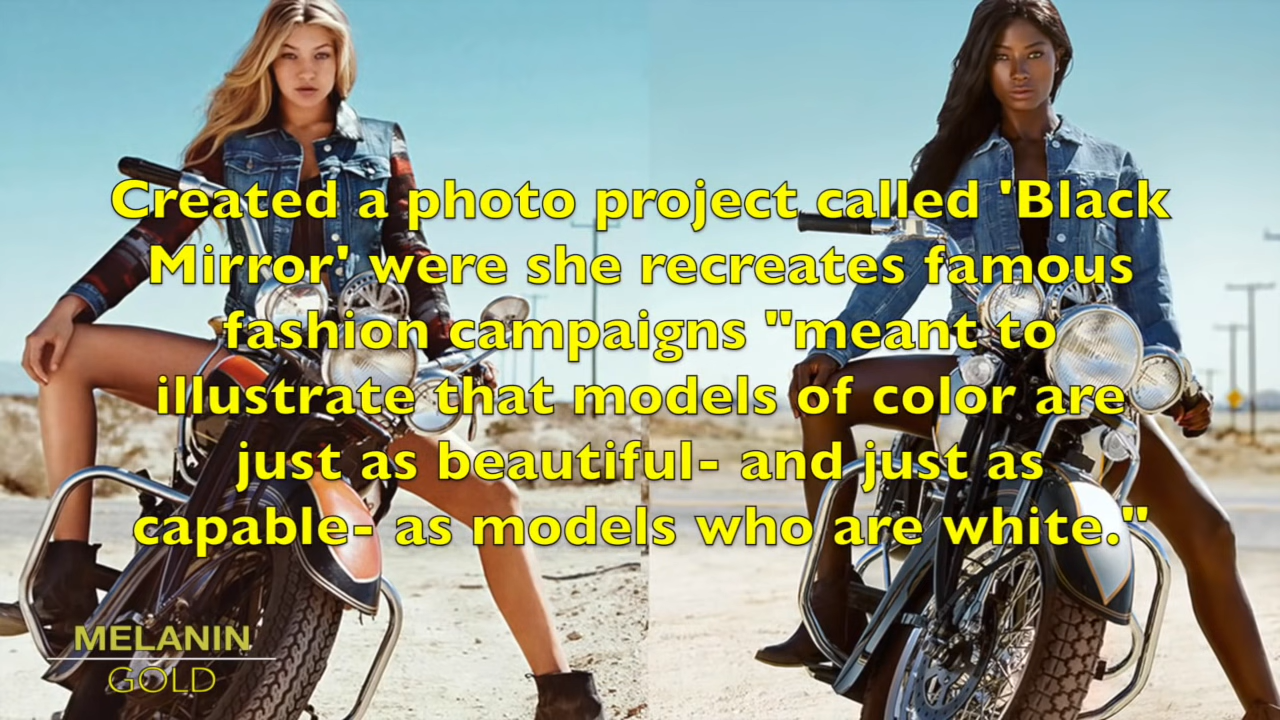 Created a photo project called 'Black
Mirror' were she recreates famous
fashion campaigns "meant to
illustrate that models of color are
just as beautiful- and just as
capable- as models who are white."
MELANIN
GOLD